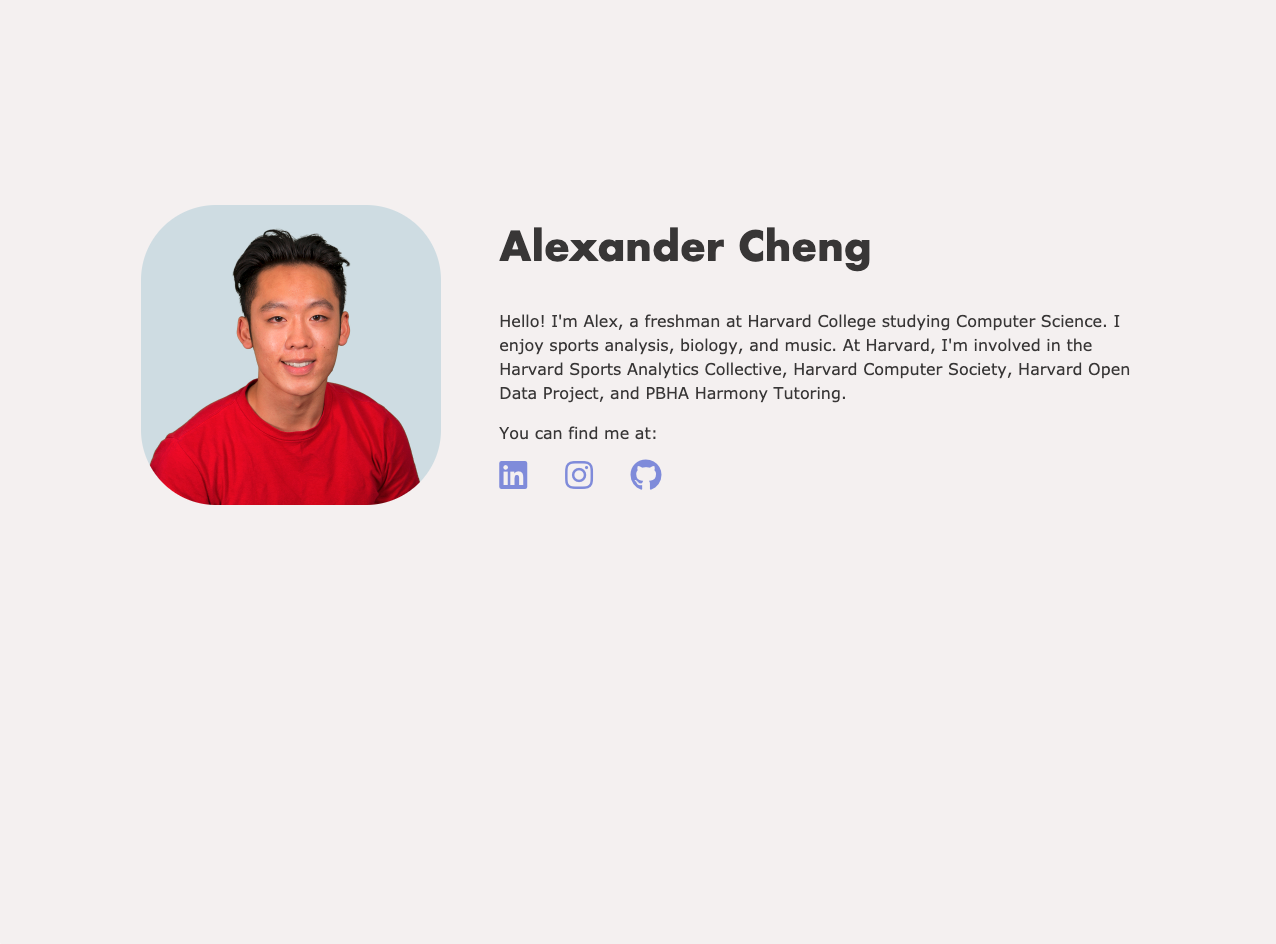 Alexander Cheng
Hello! I'm Alex, a freshman at Harvard College studying Computer Science. I
enjoy sports analysis, biology, and music. At Harvard, I'm involved in the
Harvard Sports Analytics Collective, Harvard Computer Society, Harvard Open
Data Project, and PBHA Harmony Tutoring.
You can find me at:
in